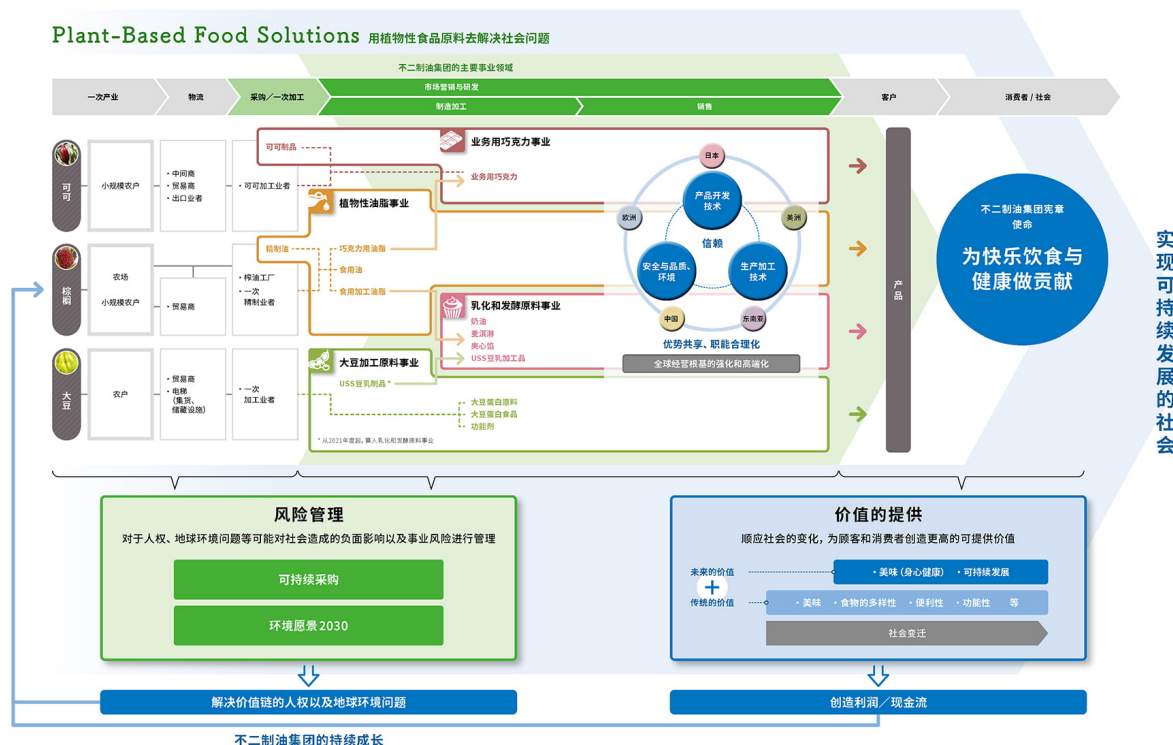 Plant-Based Food Solutions 用植物性食品原料去解决社会问题
不二制油集团的主要事业领域
一次产业
物流
采购／一次加工
市场营销与研发
制造加工
销售
客户
消费者 / 社会
可可
小规模农户
・中间商
・贸易商
・出口业者
・可可加工业者
可可制品
业务用巧克力事业
业务用巧克力
植物性油脂事业
棕榈
农场
小规模农户
・贸易商
・榨油工厂
・一次
精制业者
精制油
巧克力用油脂
食用油
食用加工油脂
乳化和发酵原料事业
奶油
麦淇淋
夹心馅
USS豆乳加工品
大豆
农户
・贸易商
・电梯
（集货、
储藏设施）
・一次
加工业者
大豆加工原料事业
USS豆乳制品*
大豆蛋白原料
大豆蛋白食品
功能剂
* 从2021年度起，算入乳化和发酵原料事业
日本
欧洲
美洲
中国
东南亚
产品开发
技术
信赖
安全与品质、
环境
生产加工
技术
优势共享、职能合理化
全球经营根基的强化和高端化
产品
不二制油集团宪章
使命
为快乐饮食与
健康做贡献
实现可持续发展的社会
风险管理
对于人权、地球环境问题等可能对社会造成的负面影响以及事业风险进行管理
可持续采购
环境愿景2030
价值的提供
顺应社会的变化，为顾客和消费者创造更高的可提供价值
未来的价值
・美味（身心健康） ・可持续发展
+
传统的价值
・美味 ・食物的多样性 ・便利性 ・功能性 等
社会变迁
解决价值链的人权以及地球环境问题
创造利润／现金流
不二制油集团的持续成长